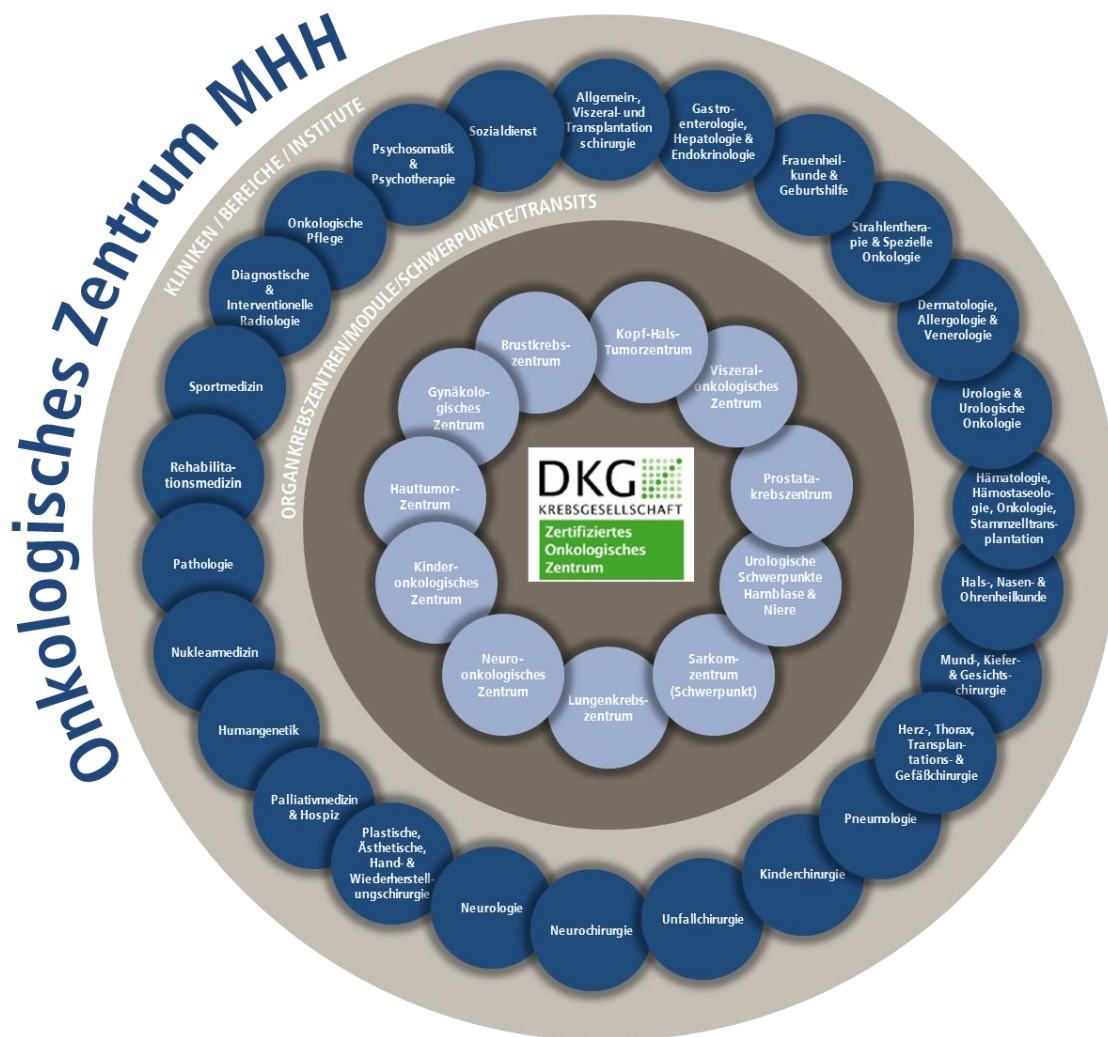 Onkologisches Zentrum MHH
KLINIKEN / BEREICHE / INSTITUTE
Allgemein-,
Viszeral- und
Transplantation
schirurgie
Gastro-
enterologie,
Hepatologie &
Endokrinologie
Frauenheil-
kunde &
Geburtshilfe
Strahlenthera-
pie & Spezielle
Onkologie
Dermatologie,
Allergologie &
Venerologie
Urologie &
Urologische
Onkologie
Hämatologie,
Hämostaseolo-
gie, Onkologie,
Stammzelltrans-
plantation
Hals-, Nasen- &
Ohrenheilkunde
Mund-, Kiefer-
& Gesichts-
chirurgie
Herz-, Thorax,
Transplan-
tations- &
Gefäßchirurgie
Pneumologie
Kinderchirurgie
Unfallchirurgie
Neurochirurgie
Neurologie
Plastische,
Ästhetische,
Hand- &
Wiederherstell-
ungschirurgie
Palliativmedizin
& Hospiz
Humangenetik
Nuklearmedizin
Pathologie
Rehabilita-
tionsmedizin
Sportmedizin
Diagnostische
&
Interventionelle
Radiologie
Onkologische
Pflege
Psychosomatik
&
Psychotherapie
Sozialdienst
ORGANKREBSZENTREN/MODULE/SCHWERPUNKTE/TRANSITS
Kopf-Hals-
Tumorzentrum
Viszeral-
onkologisches
Zentrum
Prostata-
krebszentrum
Urologische
Schwerpunkte
Harnblase &
Niere
Sarkom-
zentrum
(Schwerpunkt)
Lungenkrebs-
zentrum
Neuro-
onkologisches
Zentrum
Kinder-
onkologisches
Zentrum
Hauttumor-
Zentrum
Gynäkolo-
gisches
Zentrum
Brustkrebs-
zentrum
DKG
KREBSGESELLSCHAFT
Zertifiziertes
Onkologisches
Zentrum